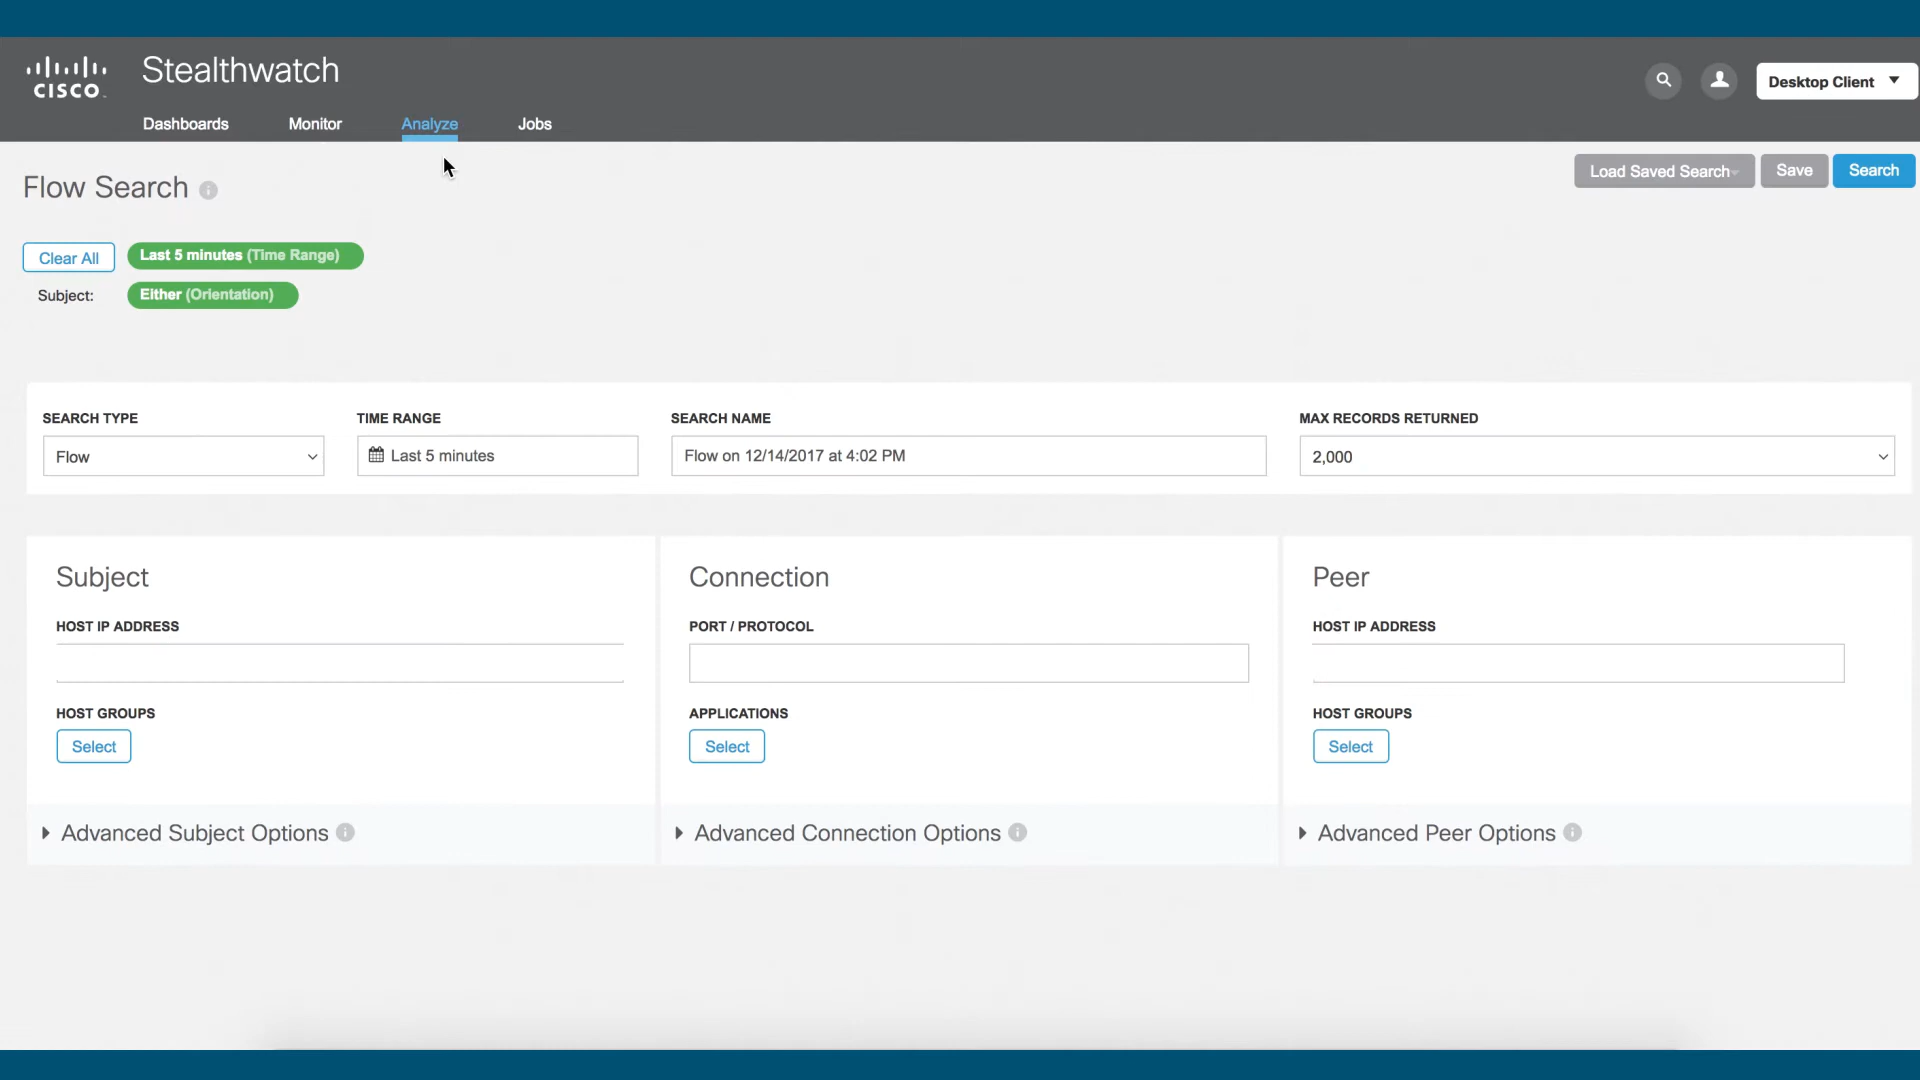 Stealthwatch
CISCO
Desktop Client
Dashboards Monitor Analyze Jobs
Flow Search
Load Saved Search Save Search
Clear All Last 5 minutes (Time Range)
Subject: Either (Orientation)
SEARCH TYPE TIME RANGE SEARCH NAME MAX RECORDS RETURNED
Flow Last 5 minutes Flow on 12/14/2017 at 4:02 PM 2,000
Subject Connection Peer
HOST IP ADDRESS PORT / PROTOCOL HOST IP ADDRESS
HOST GROUPS APPLICATIONS HOST GROUPS
Select Select Select
Advanced Subject Options Advanced Connection Options Advanced Peer Options